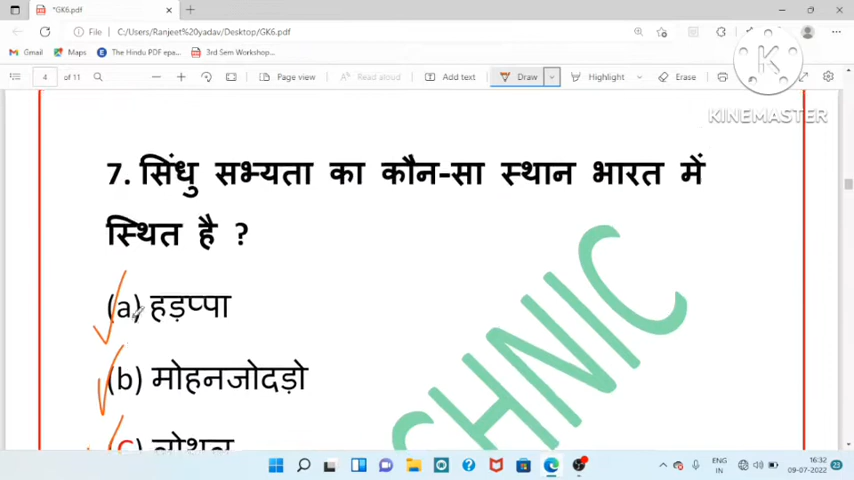 *GK6.pdf
File
C:/Users/Ranjeet%20yadav/Desktop/GK6.pdf
Gmail
Maps
The Hindu PDF epa...
3rd Sem Workshop...
4 of 11
Page view
Read aloud
Add text
Draw
Highlight
Erase
K
KINEMASTER
7. सिंधु सभ्यता का कौन-सा स्थान भारत में
स्थित है ?
(a) हड़प्पा
(b) मोहनजोदड़ो
(C) लोथल
CHNIC
ENG
IN
16:32
09-07-2022
23